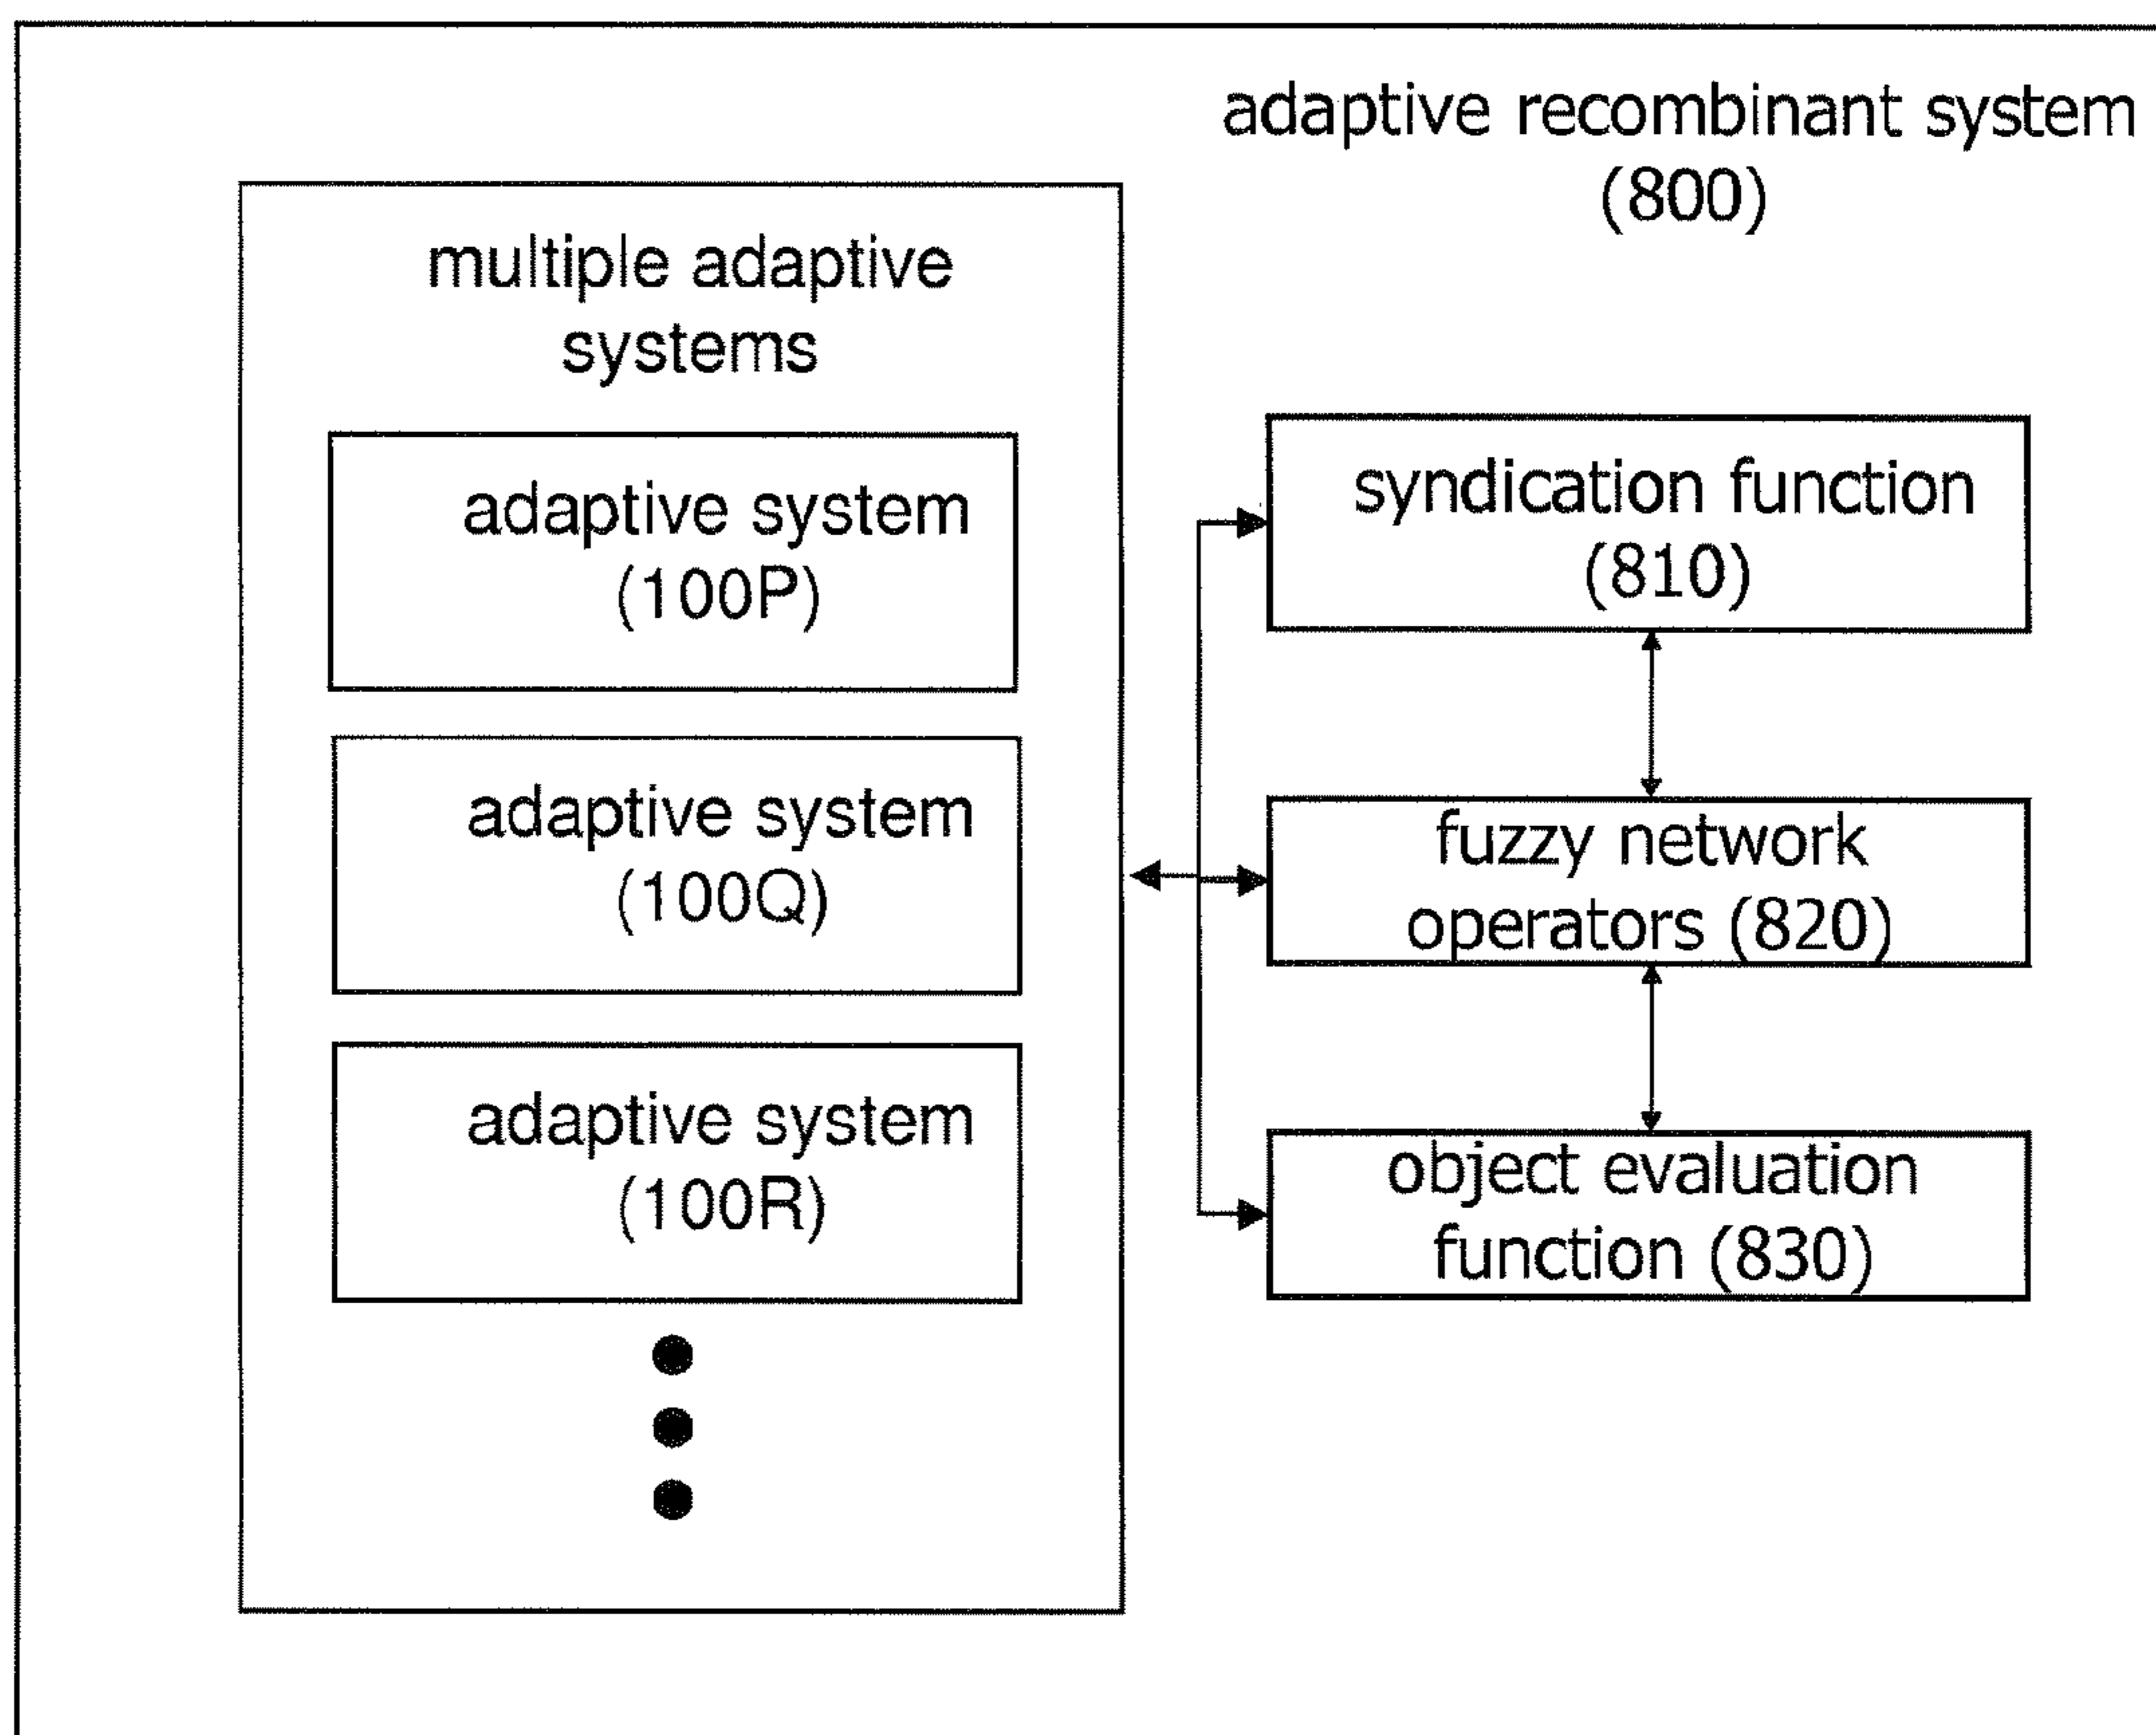 adaptive recombinant system
(800)
multiple adaptive
systems
adaptive system
(100P)
adaptive system
(100Q)
adaptive system
(100R)
syndication function
(810)
fuzzy network
operators (820)
object evaluation
function (830)